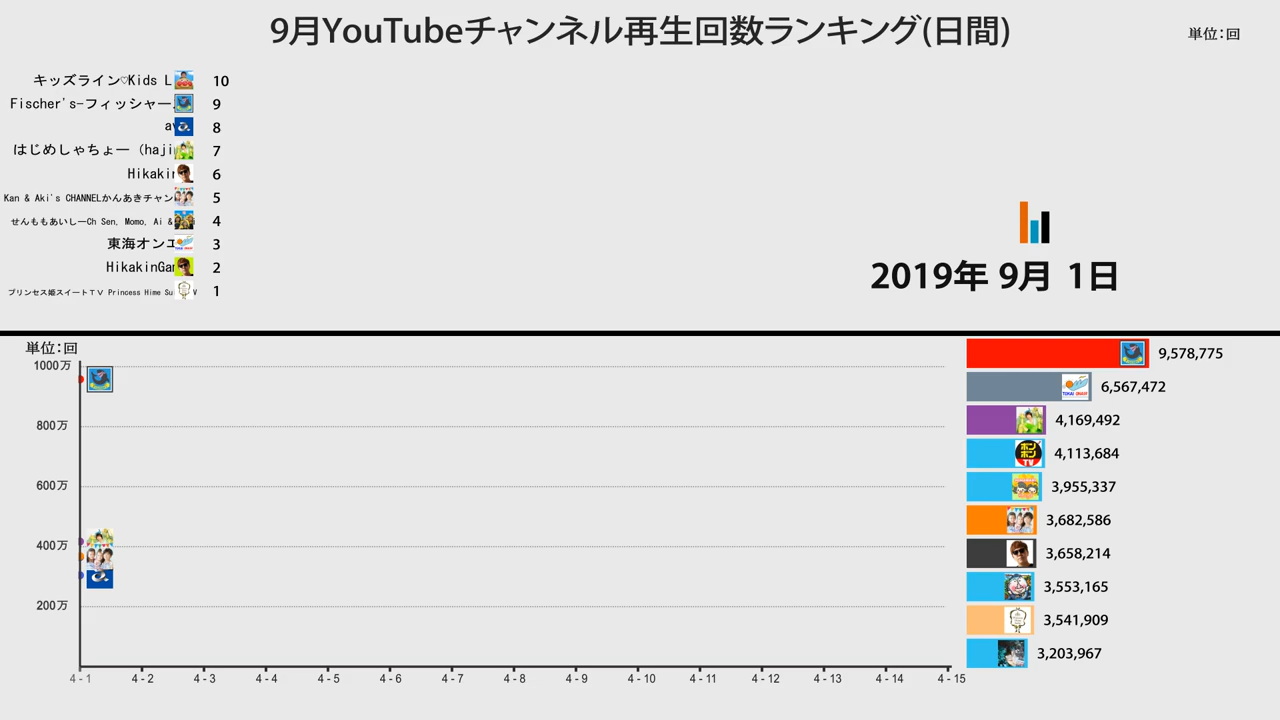 9月YouTubeチャンネル再生回数ランキング(日間)
単位：回
キッズライン♡Kids L 10
Fischer's-フィッシャー 9
av 8
はじめしゃちょー (haji 7
Hikakin 6
Kan & Aki's CHANNELかんあきチャン 5
せんももあいしーCh Sen, Momo, Ai & 4
東海オンエ 3
HikakinGam 2
プリンセス姫スイートTV Princess Hime Su V 1
2019年 9月 1日
単位：回
1000万
800万
600万
400万
200万
4-1 4-2 4-3 4-4 4-5 4-6 4-7 4-8 4-9 4-10 4-11 4-12 4-13 4-14 4-15
9,578,775
TOKAI ONAIR 6,567,472
4,169,492
ボンボンTV 4,113,684
3,955,337
3,682,586
3,658,214
3,553,165
3,541,909
3,203,967